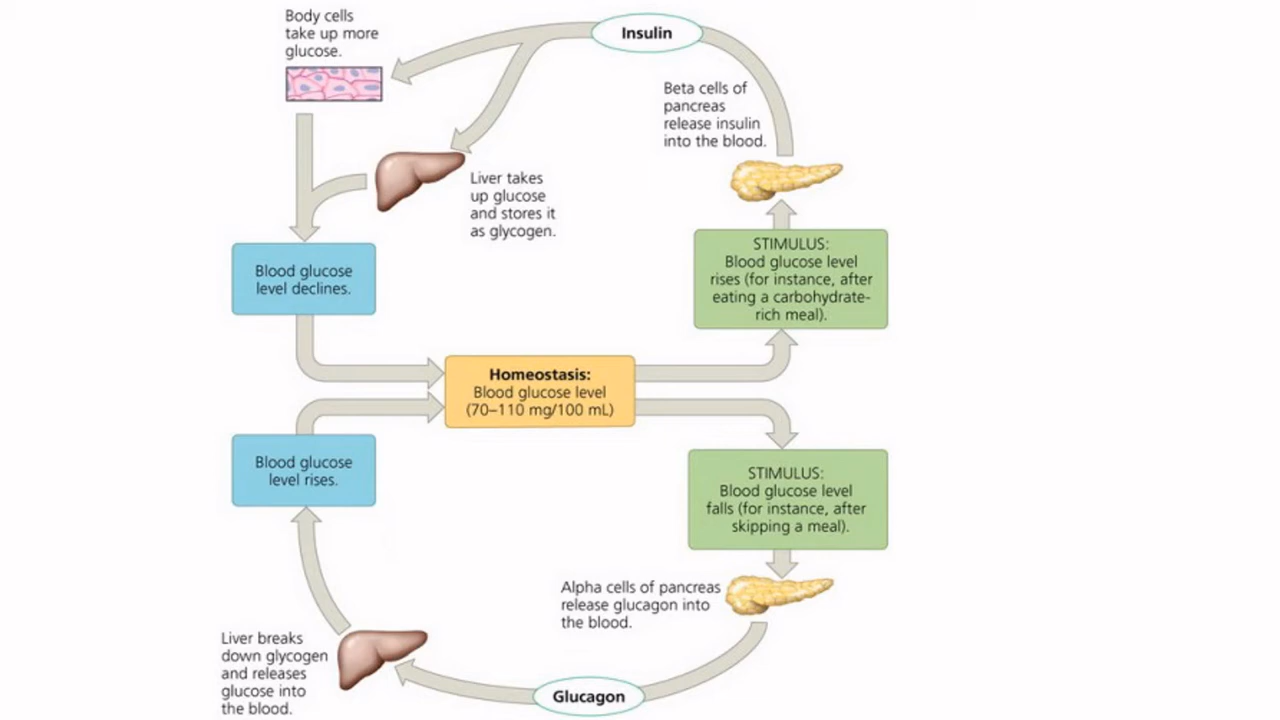 Body cells
take up more
glucose.
Insulin
Beta cells of
pancreas
release insulin
into the blood.
Liver takes
up glucose
and stores it
as glycogen.
Blood glucose
level declines.
STIMULUS:
Blood glucose level
rises (for instance, after
eating a carbohydrate-
rich meal).
Homeostasis:
Blood glucose level
(70–110 mg/100 mL)
Blood glucose
level rises.
STIMULUS:
Blood glucose level
falls (for instance, after
skipping a meal).
Alpha cells of pancreas
release glucagon into
the blood.
Liver breaks
down glycogen
and releases
glucose into
the blood.
Glucagon